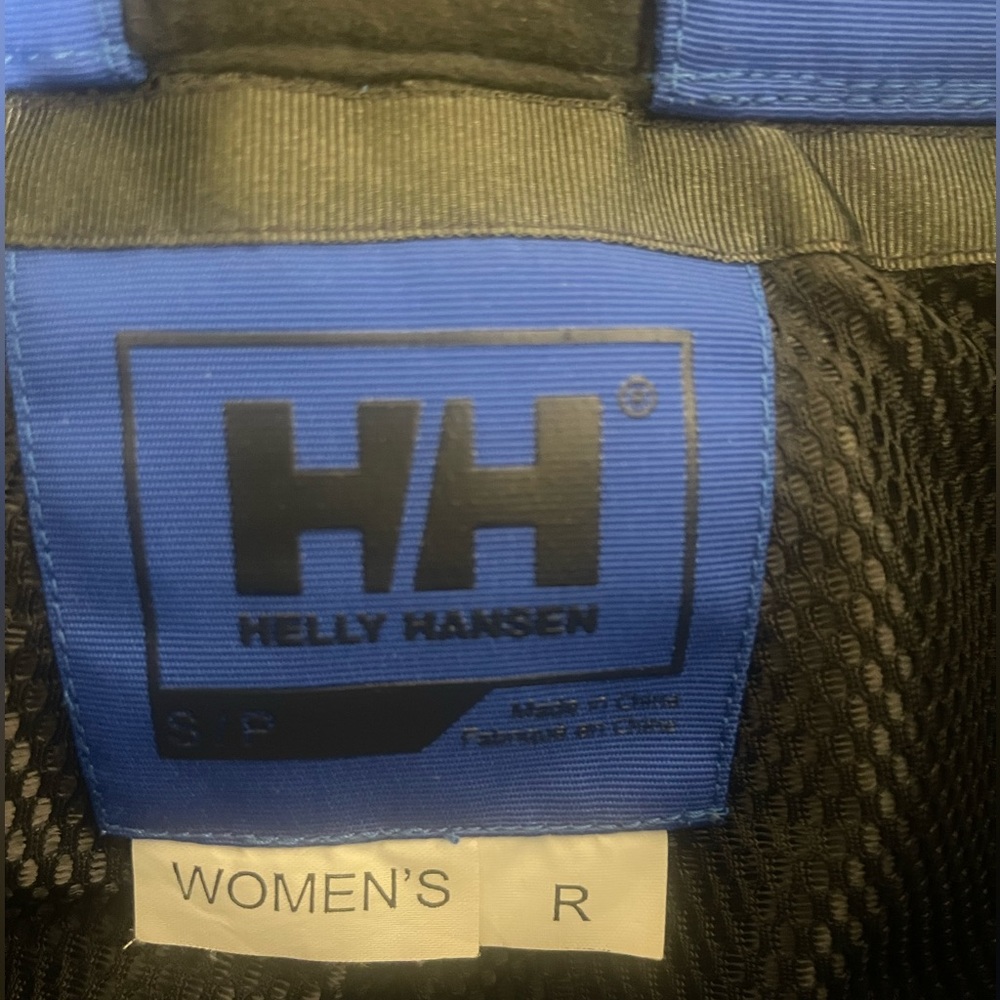 HH®
HELLY HANSEN
S/P
Made in China
Fabriqué en Chine
WOMEN'S
R